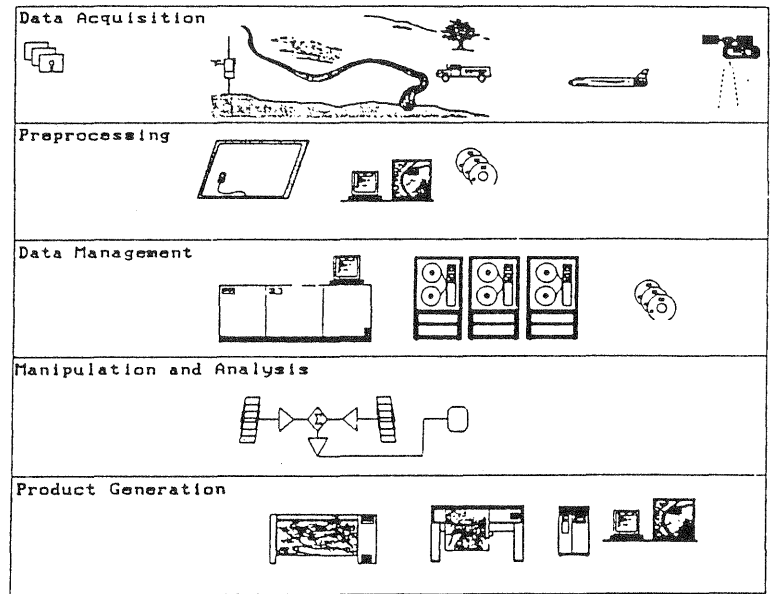 Data Acquisition
Preprocessing
Data Management
Manipulation and Analysis
Product Generation